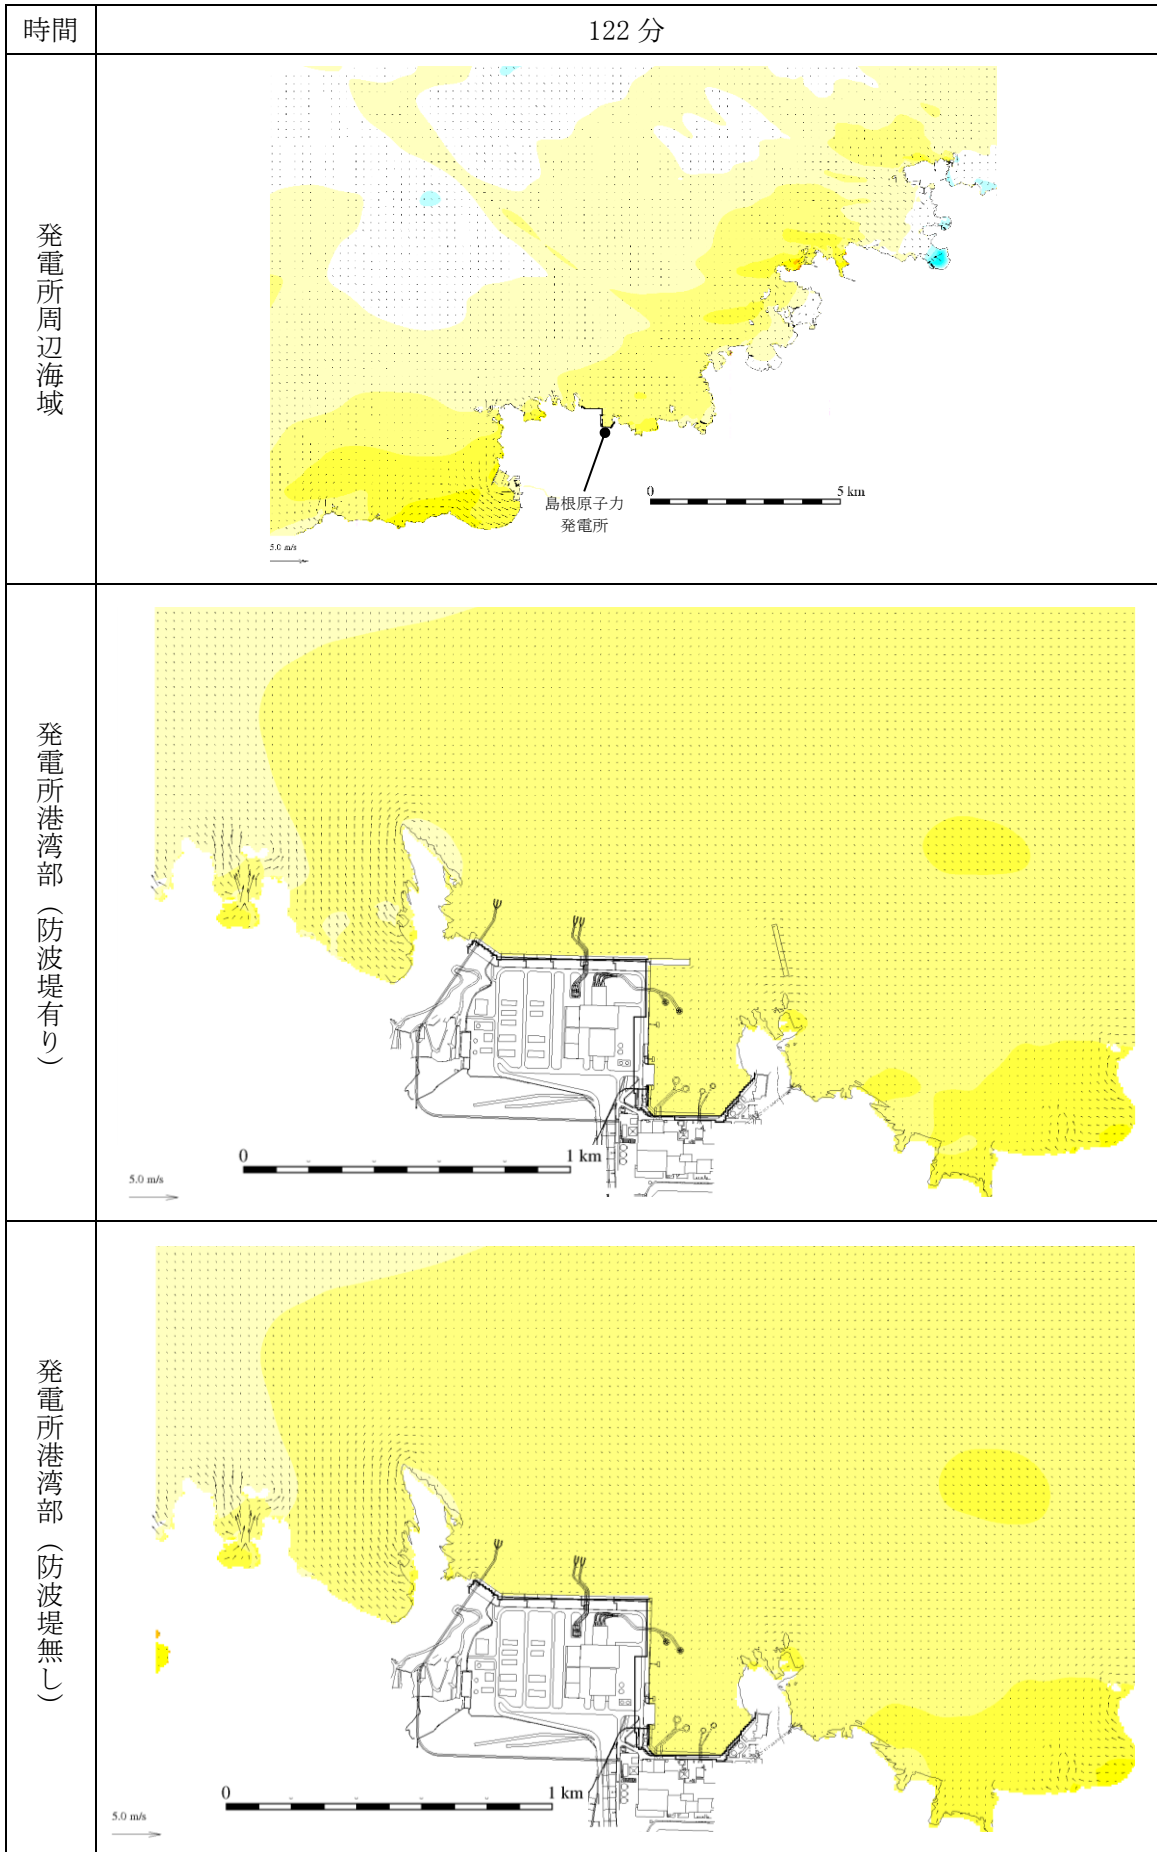 時間
122 分
発電所周辺海域
島根原子力
発電所
0
5 km
5.0 m/s
発電所港湾部（防波堤有り）
0
1 km
5.0 m/s
発電所港湾部（防波堤無し）
0
1 km
5.0 m/s